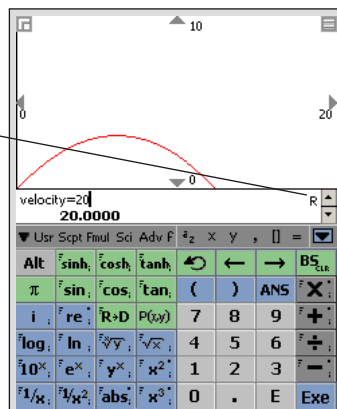 10
0
20
0
velocity=20
R
20.0000
Usr Scpt Fmul Sci Adv F a₂ x y , [] =
Alt sinh cosh tanh ← → BS CLR
π sin cos tan ( ) ANS ×
i re R→D P(x,y) 7 8 9 +
log ln ˣ√y √x 4 5 6 ÷
10ˣ eˣ yˣ x² 1 2 3 −
1/x 1/x² abs x³ 0 . E Exe